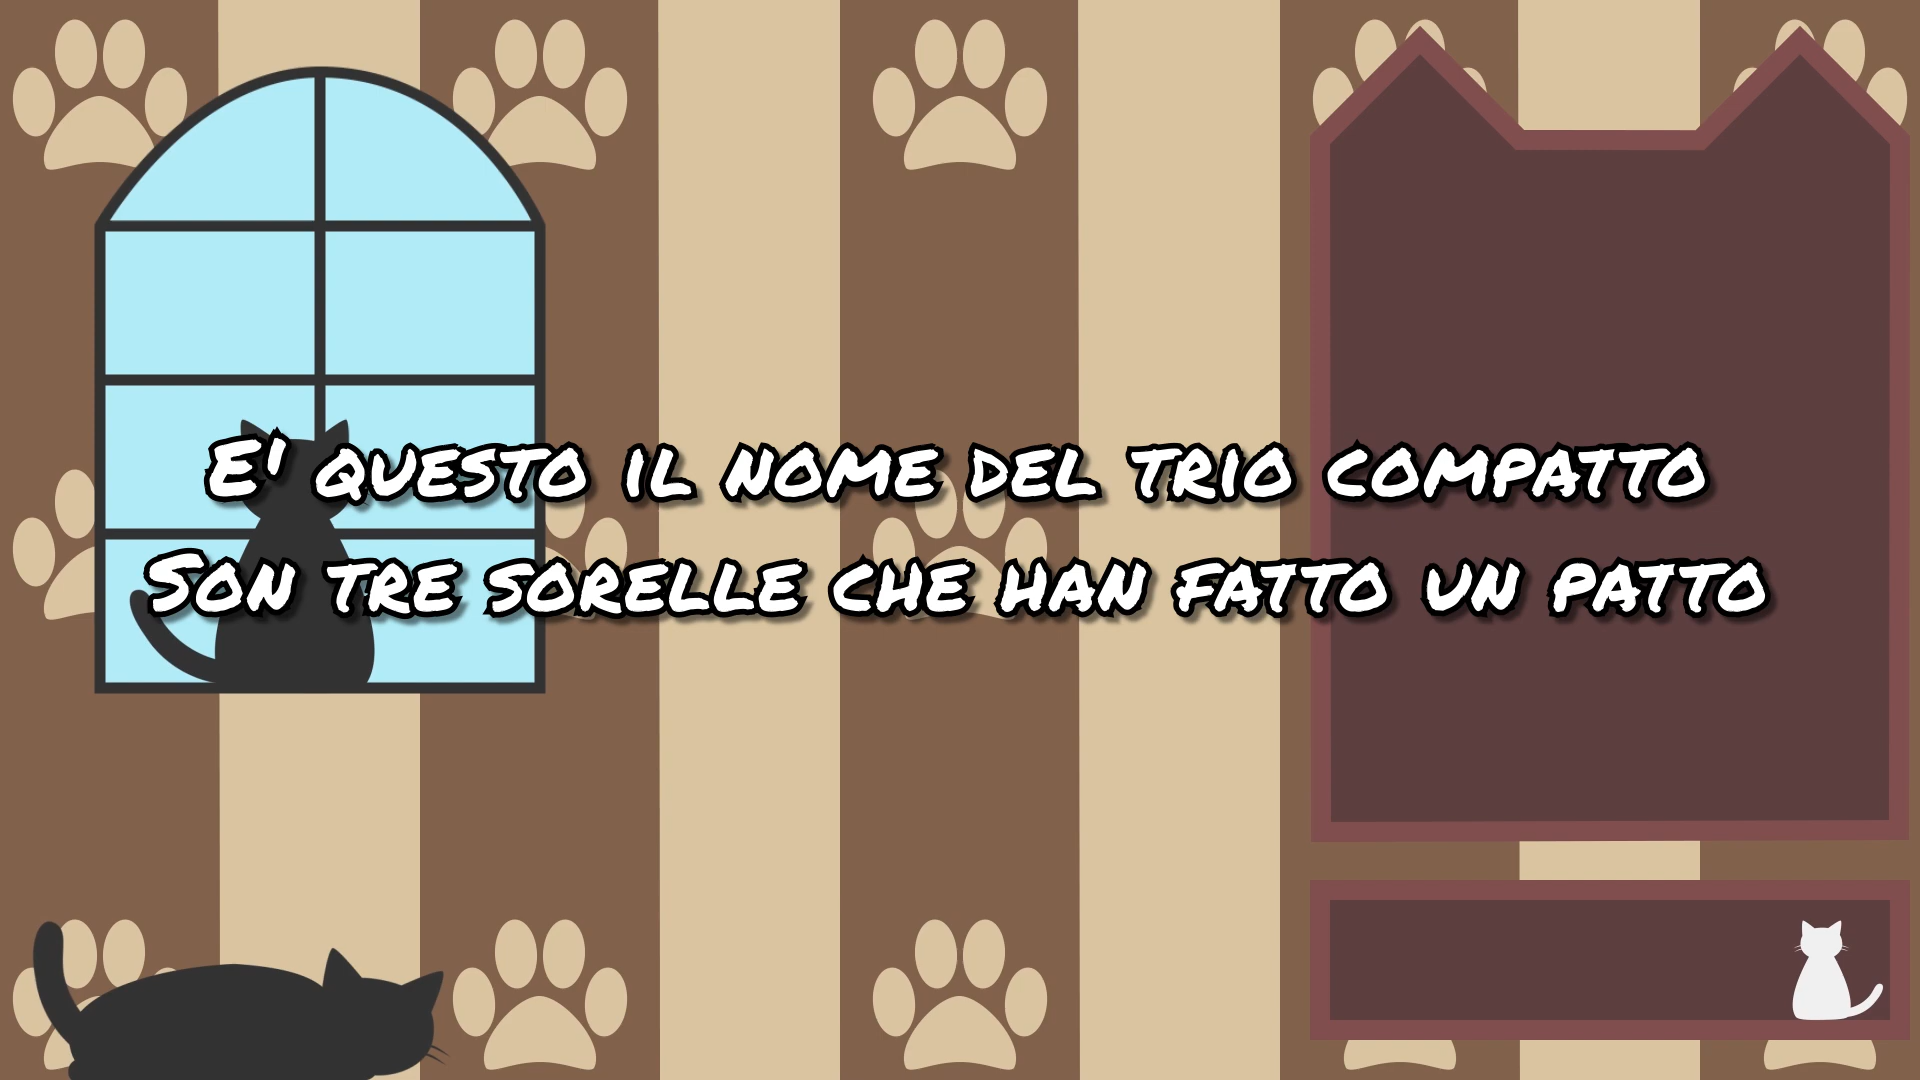 E' questo il nome del trio compatto
Son tre sorelle che han fatto un patto